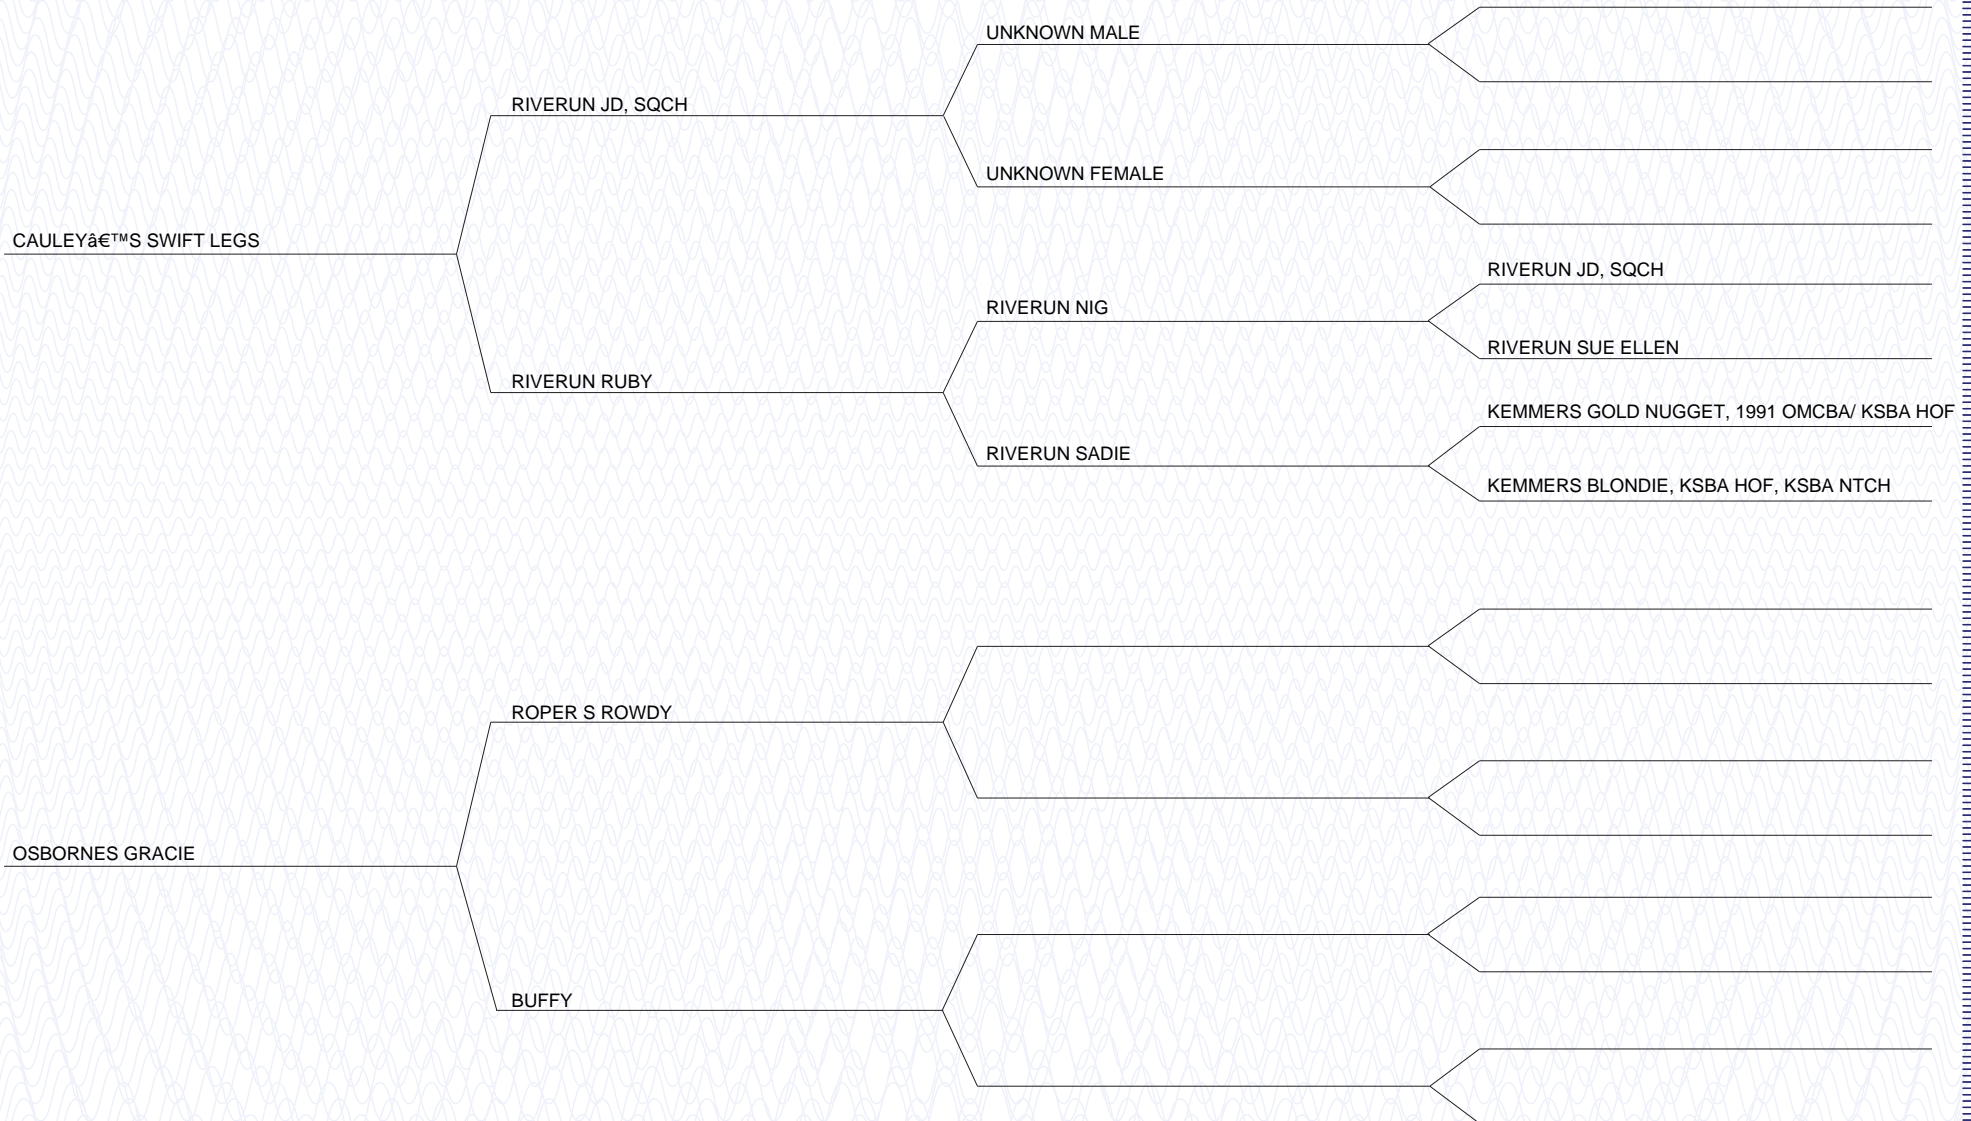 UNKNOWN MALE
RIVERUN JD, SQCH
UNKNOWN FEMALE
CAULEY’S SWIFT LEGS
RIVERUN JD, SQCH
RIVERUN NIG
RIVERUN SUE ELLEN
RIVERUN RUBY
KEMMERS GOLD NUGGET, 1991 OMCBA/ KSBA HOF
RIVERUN SADIE
KEMMERS BLONDIE, KSBA HOF, KSBA NTCH
ROPER S ROWDY
OSBORNES GRACIE
BUFFY